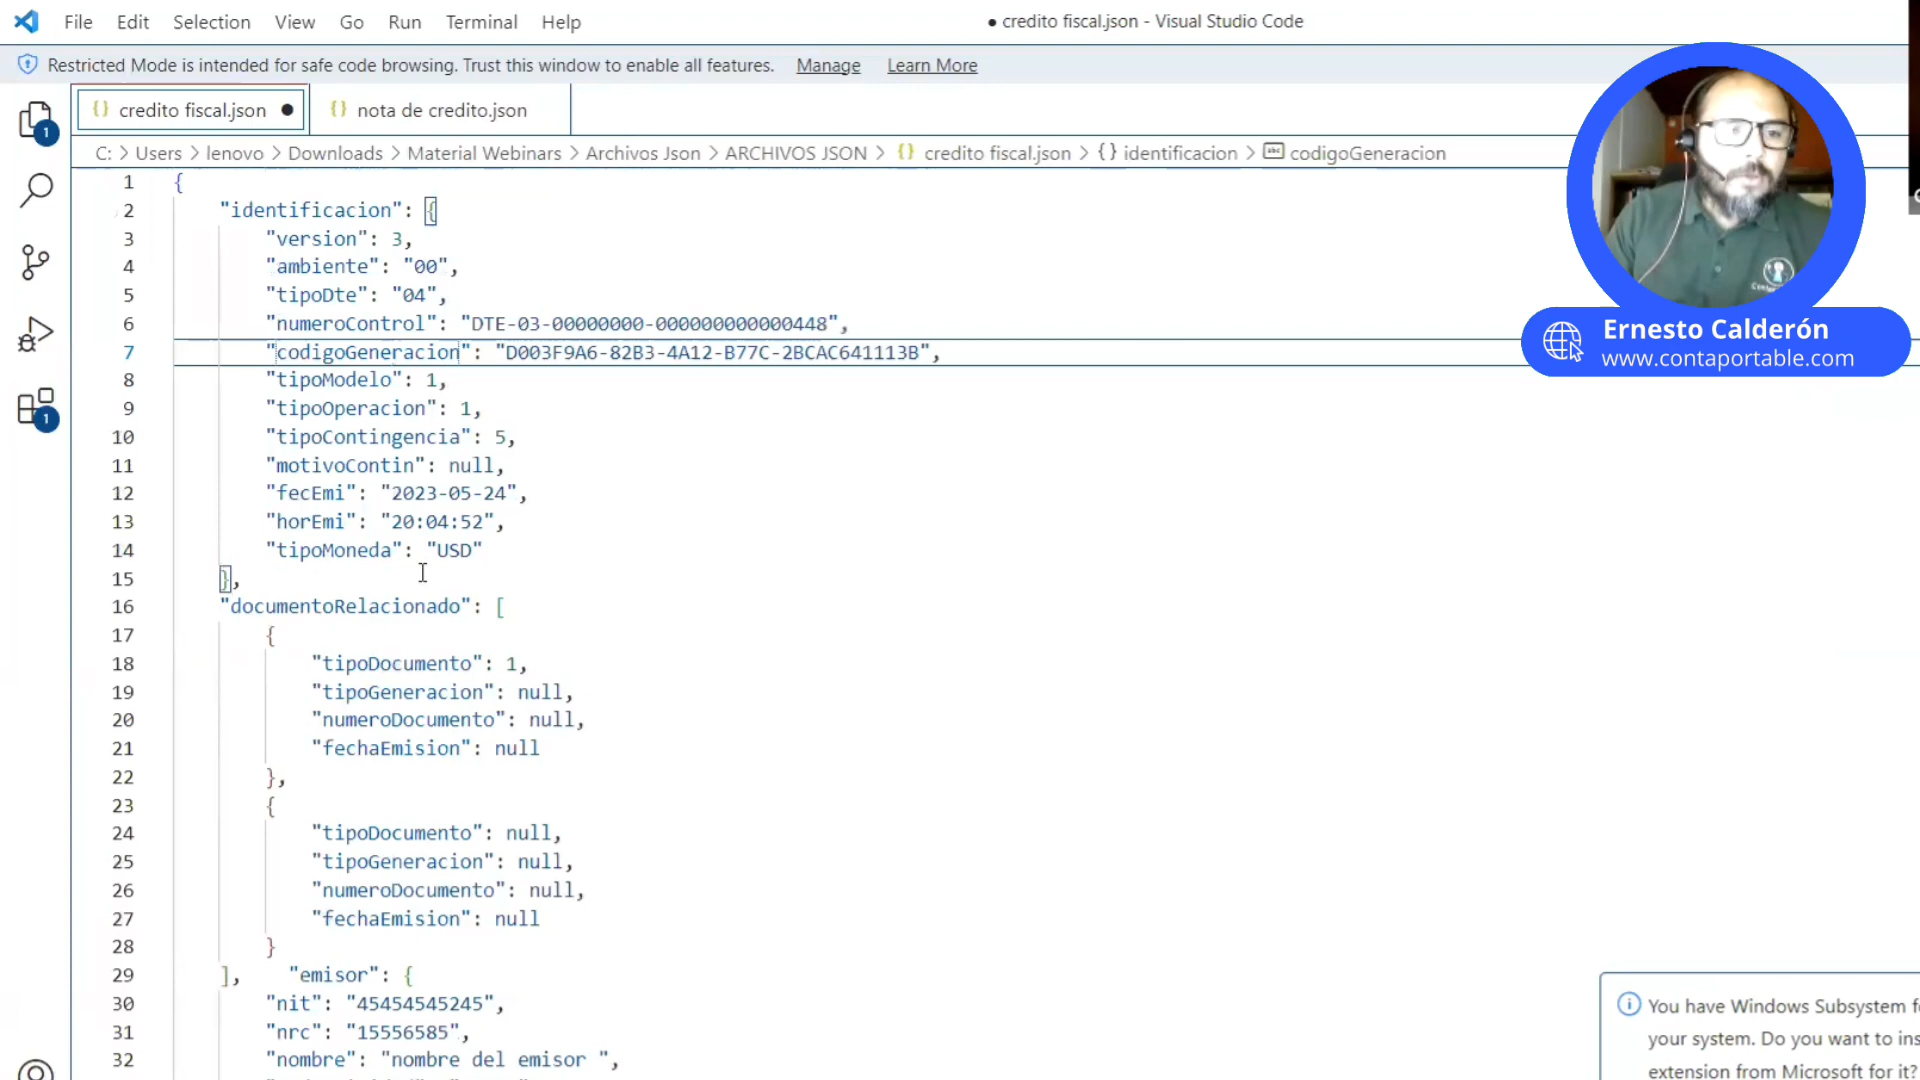 File Edit Selection View Go Run Terminal Help ● credito fiscal.json - Visual Studio Code
Restricted Mode is intended for safe code browsing. Trust this window to enable all features. Manage Learn More
{} credito fiscal.json ● {} nota de credito.json
C: > Users > lenovo > Downloads > Material Webinars > Archivos Json > ARCHIVOS JSON > {} credito fiscal.json > {} identificacion > abc codigoGeneracion
1 {
2 "identificacion": {
3 "version": 3,
4 "ambiente": "00",
5 "tipoDte": "04",
6 "numeroControl": "DTE-03-00000000-000000000000448",
7 "codigoGeneracion": "D003F9A6-82B3-4A12-B77C-2BCAC641113B",
8 "tipoModelo": 1,
9 "tipoOperacion": 1,
10 "tipoContingencia": 5,
11 "motivoContin": null,
12 "fecEmi": "2023-05-24",
13 "horEmi": "20:04:52",
14 "tipoMoneda": "USD"
15 },
16 "documentoRelacionado": [
17 {
18 "tipoDocumento": 1,
19 "tipoGeneracion": null,
20 "numeroDocumento": null,
21 "fechaEmision": null
22 },
23 {
24 "tipoDocumento": null,
25 "tipoGeneracion": null,
26 "numeroDocumento": null,
27 "fechaEmision": null
28 }
29 ], "emisor": {
30 "nit": "45454545245",
31 "nrc": "15556585",
32 "nombre": "nombre del emisor ",
1
1
Ernesto Calderón
www.contaportable.com
You have Windows Subsystem fo
your system. Do you want to ins
extension from Microsoft for it?